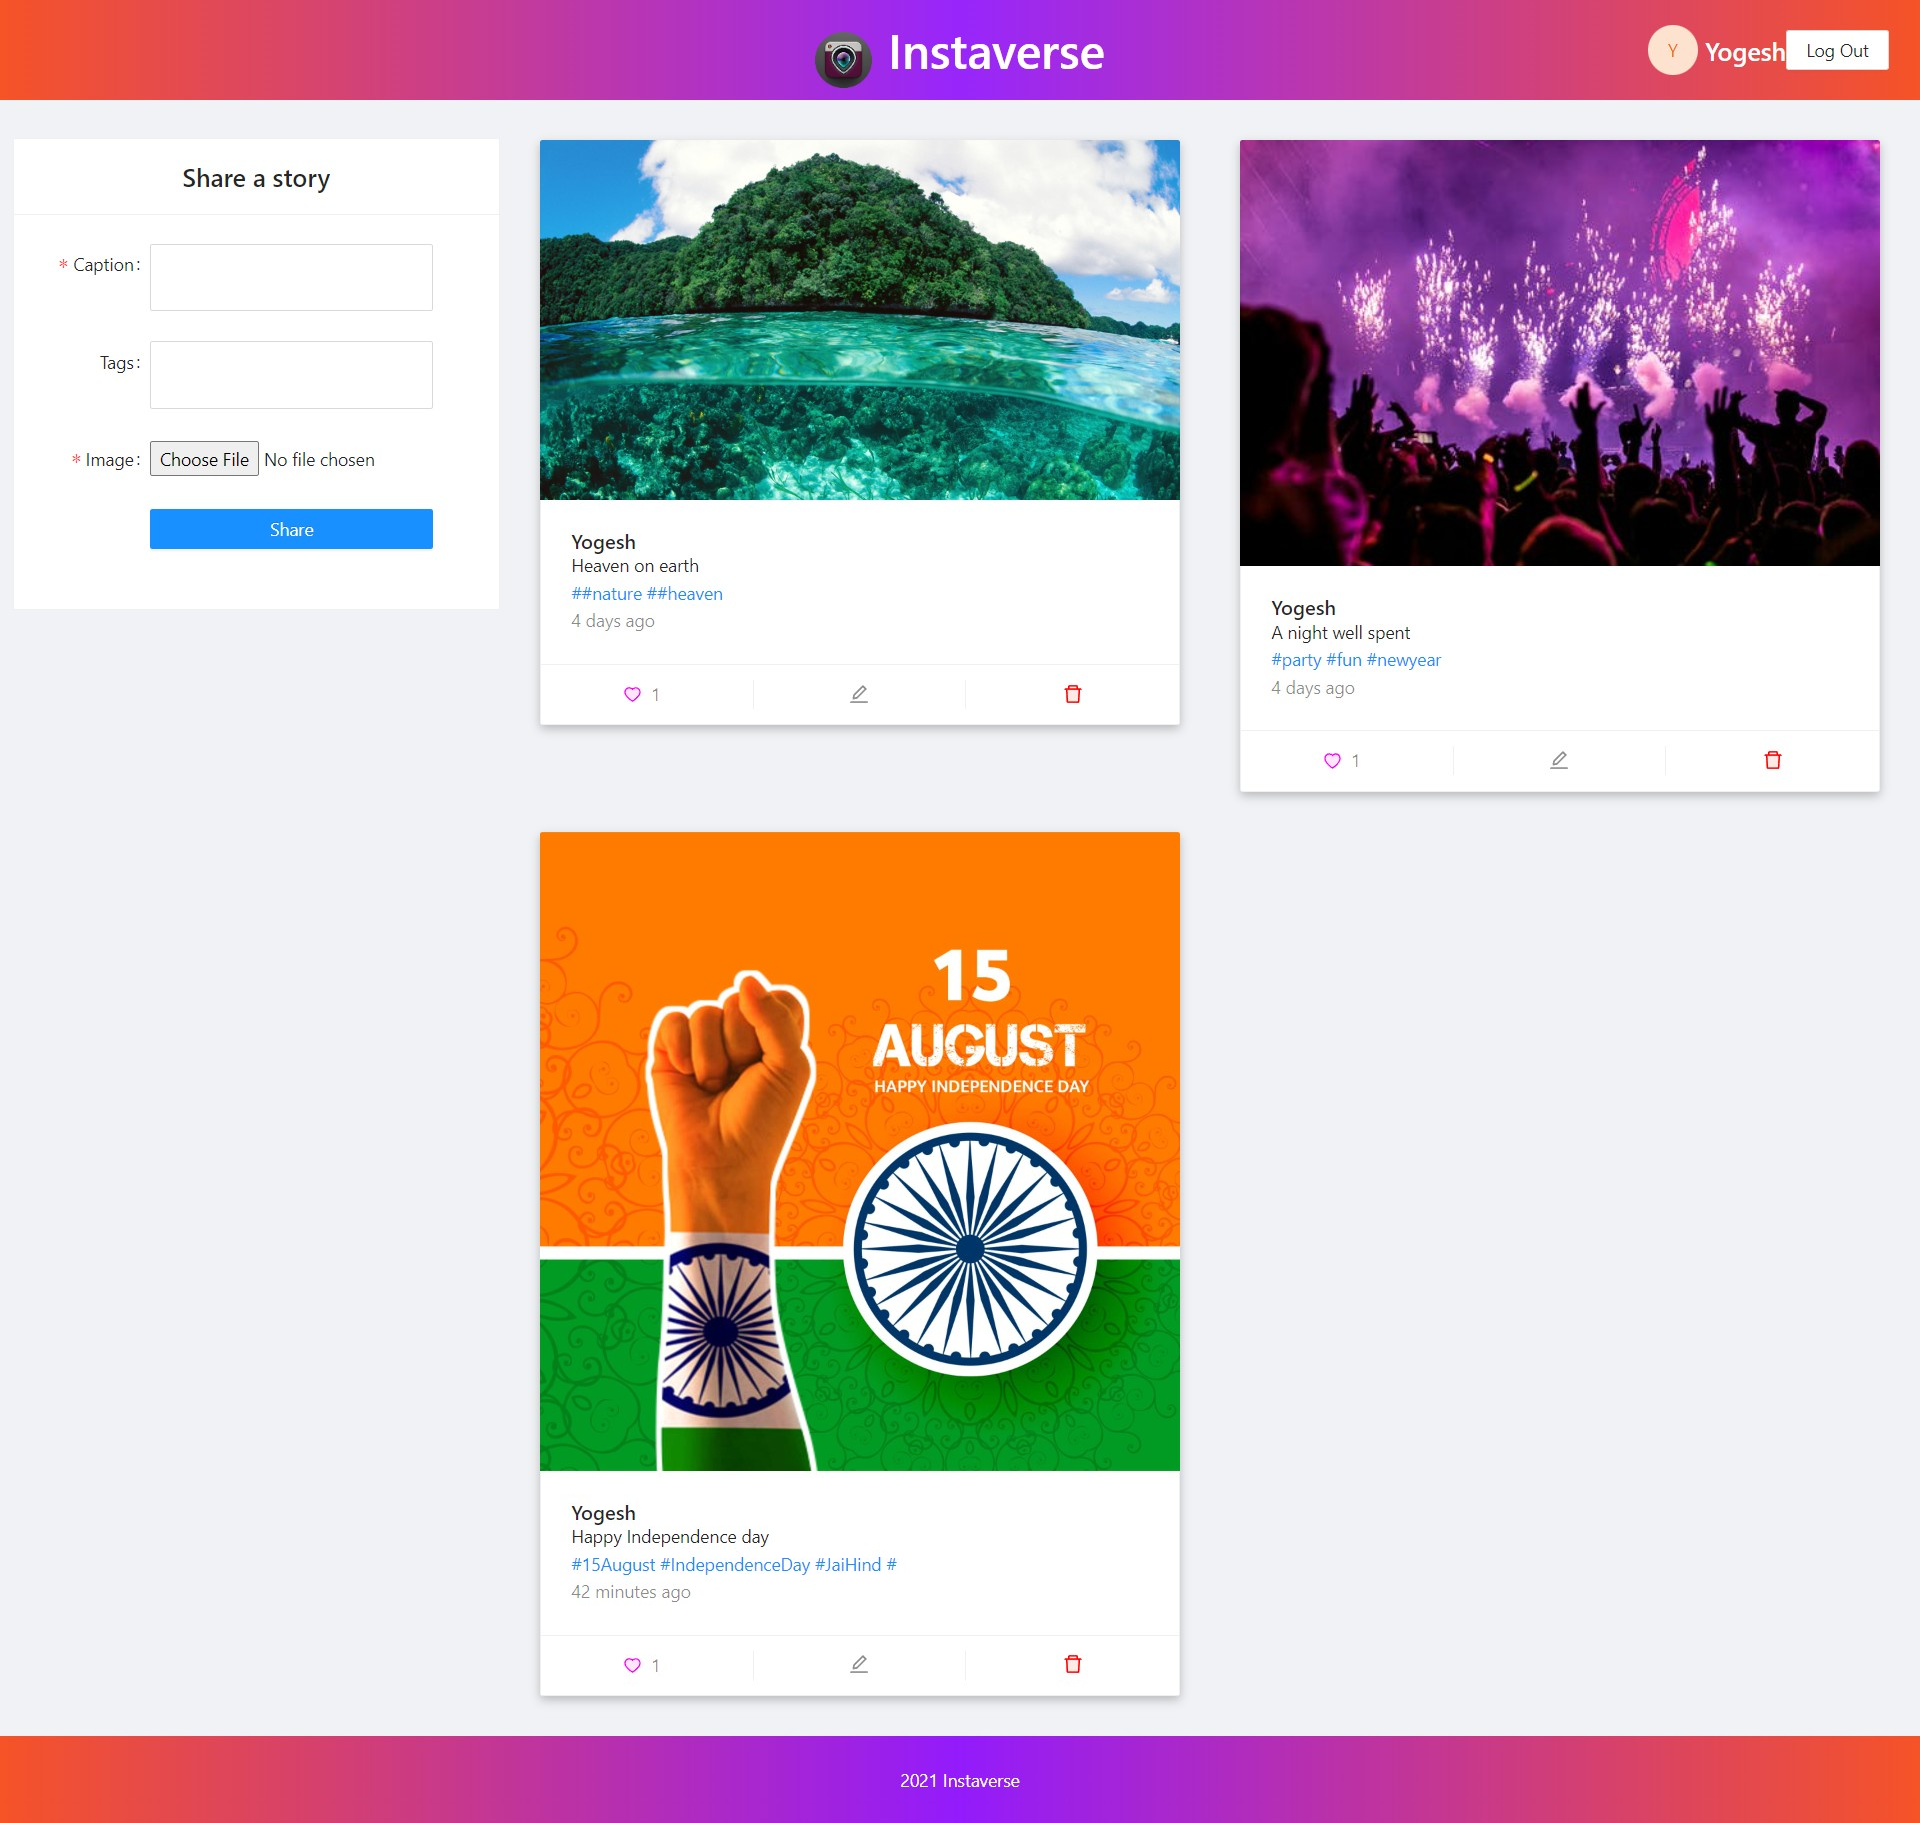 Instaverse
Y Yogesh Log Out
Share a story
* Caption:
Tags:
* Image: Choose File No file chosen
Share
Yogesh
Heaven on earth
##nature ##heaven
4 days ago
1
Yogesh
A night well spent
#party #fun #newyear
4 days ago
1
15
AUGUST
HAPPY INDEPENDENCE DAY
Yogesh
Happy Independence day
#15August #IndependenceDay #JaiHind #
42 minutes ago
1
2021 Instaverse